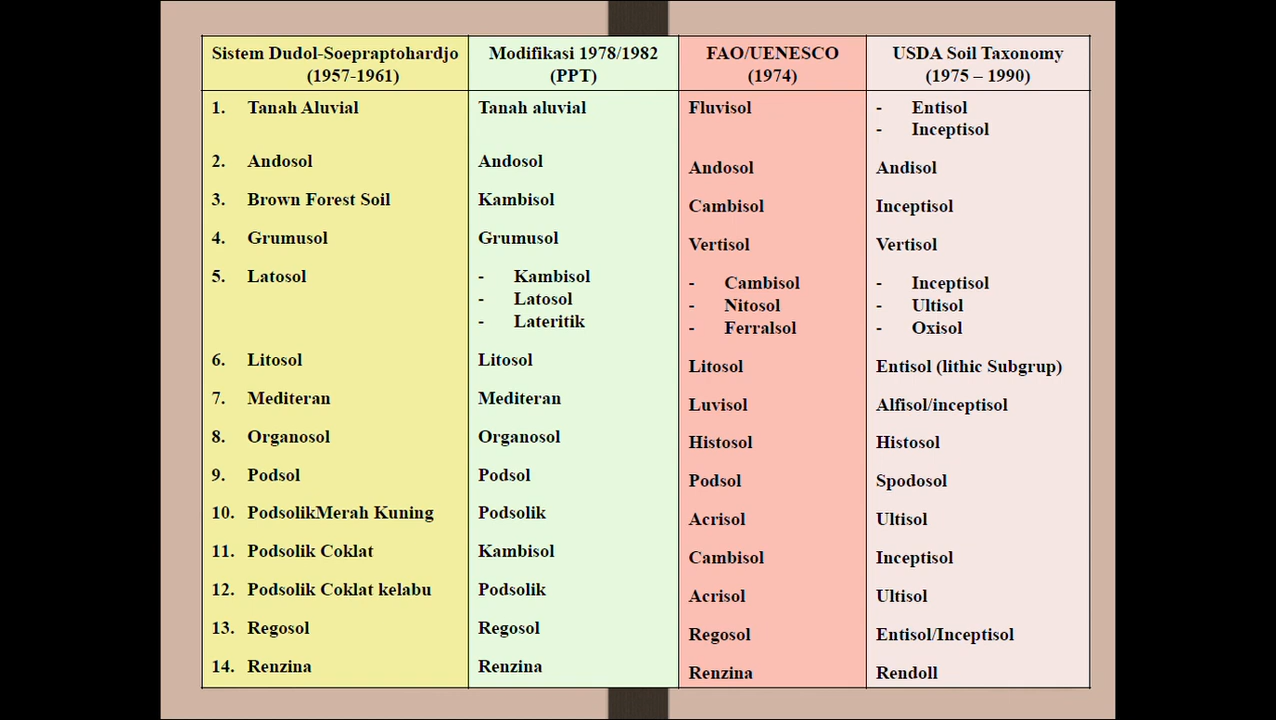 Sistem Dudol-Soepraptohardjo
(1957-1961)
Modifikasi 1978/1982
(PPT)
FAO/UENESCO
(1974)
USDA Soil Taxonomy
(1975 – 1990)
1. Tanah Aluvial
Tanah aluvial
Fluvisol
- Entisol
- Inceptisol
2. Andosol
Andosol
Andosol
Andisol
3. Brown Forest Soil
Kambisol
Cambisol
Inceptisol
4. Grumusol
Grumusol
Vertisol
Vertisol
5. Latosol
- Kambisol
- Latosol
- Lateritik
- Cambisol
- Nitosol
- Ferralsol
- Inceptisol
- Ultisol
- Oxisol
6. Litosol
Litosol
Litosol
Entisol (lithic Subgrup)
7. Mediteran
Mediteran
Luvisol
Alfisol/inceptisol
8. Organosol
Organosol
Histosol
Histosol
9. Podsol
Podsol
Podsol
Spodosol
10. PodsolikMerah Kuning
Podsolik
Acrisol
Ultisol
11. Podsolik Coklat
Kambisol
Cambisol
Inceptisol
12. Podsolik Coklat kelabu
Podsolik
Acrisol
Ultisol
13. Regosol
Regosol
Regosol
Entisol/Inceptisol
14. Renzina
Renzina
Renzina
Rendoll